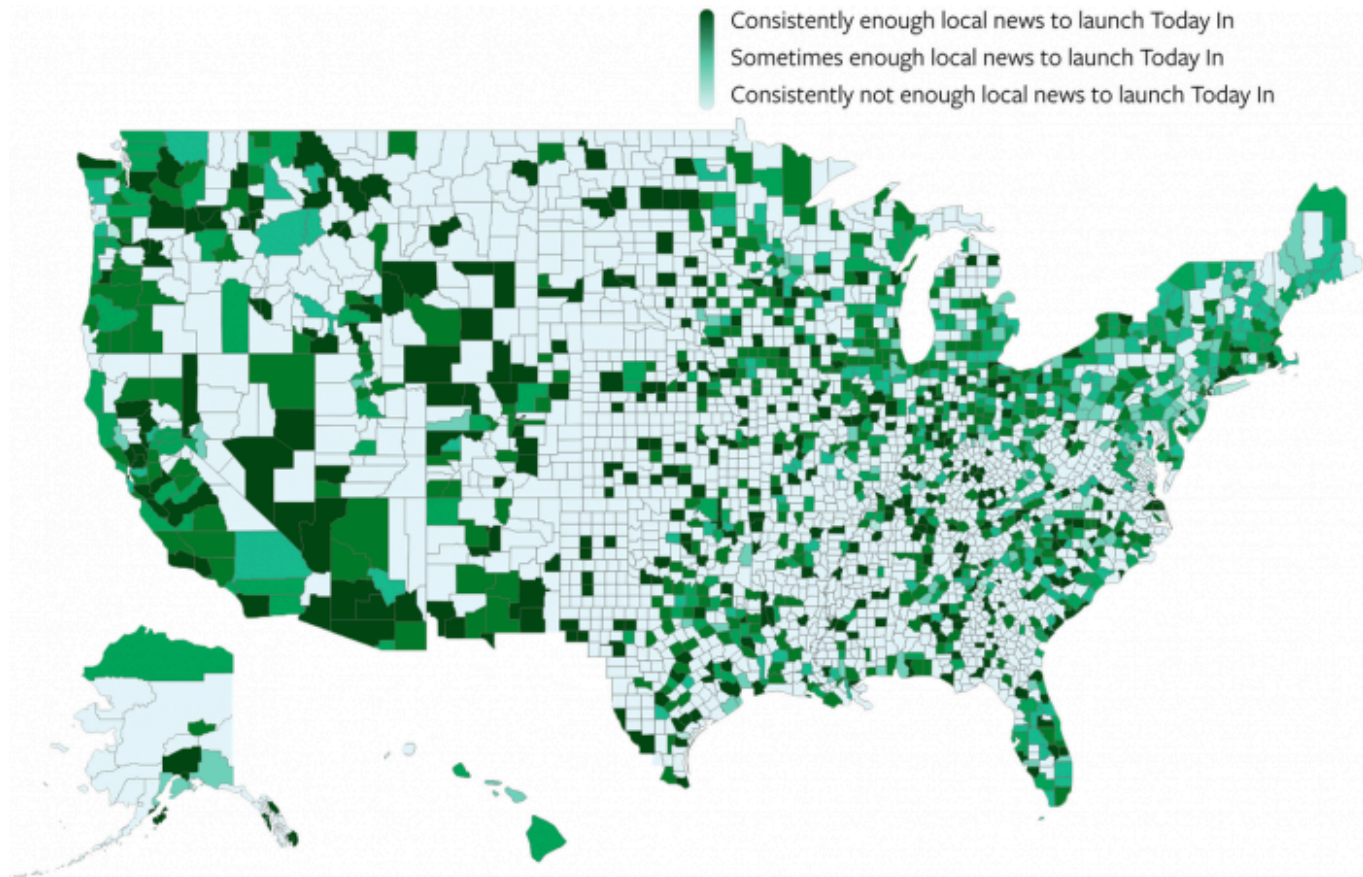 Consistently enough local news to launch Today In
Sometimes enough local news to launch Today In
Consistently not enough local news to launch Today In